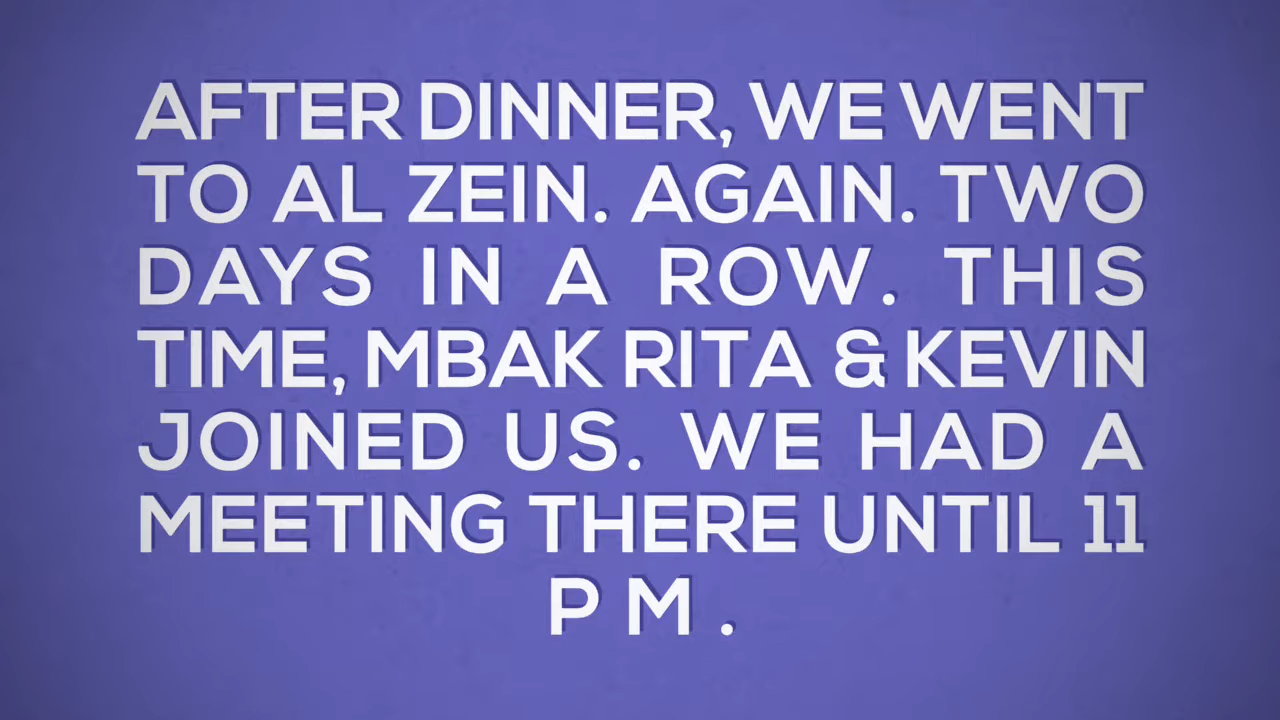 AFTER DINNER, WE WENT
TO AL ZEIN. AGAIN. TWO
DAYS IN A ROW. THIS
TIME, MBAK RITA & KEVIN
JOINED US. WE HAD A
MEETING THERE UNTIL 11
PM.